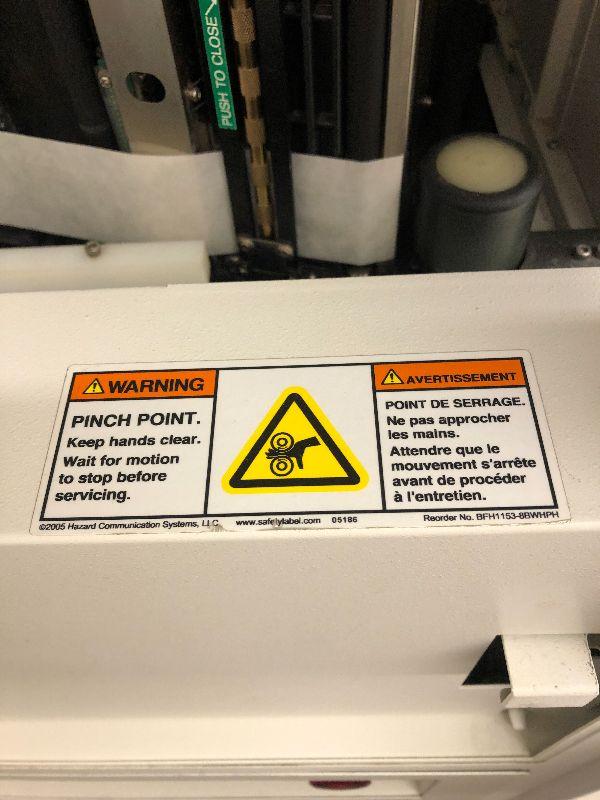 PUSH TO CLOSE
WARNING
PINCH POINT.
Keep hands clear.
Wait for motion
to stop before
servicing.
AVERTISSEMENT
POINT DE SERRAGE.
Ne pas approcher
les mains.
Attendre que le
mouvement s'arrête
avant de procéder
à l'entretien.
©2005 Hazard Communication Systems, LLC www.safetylabel.com 05186 Reorder No. BFH1153-8BWHPH